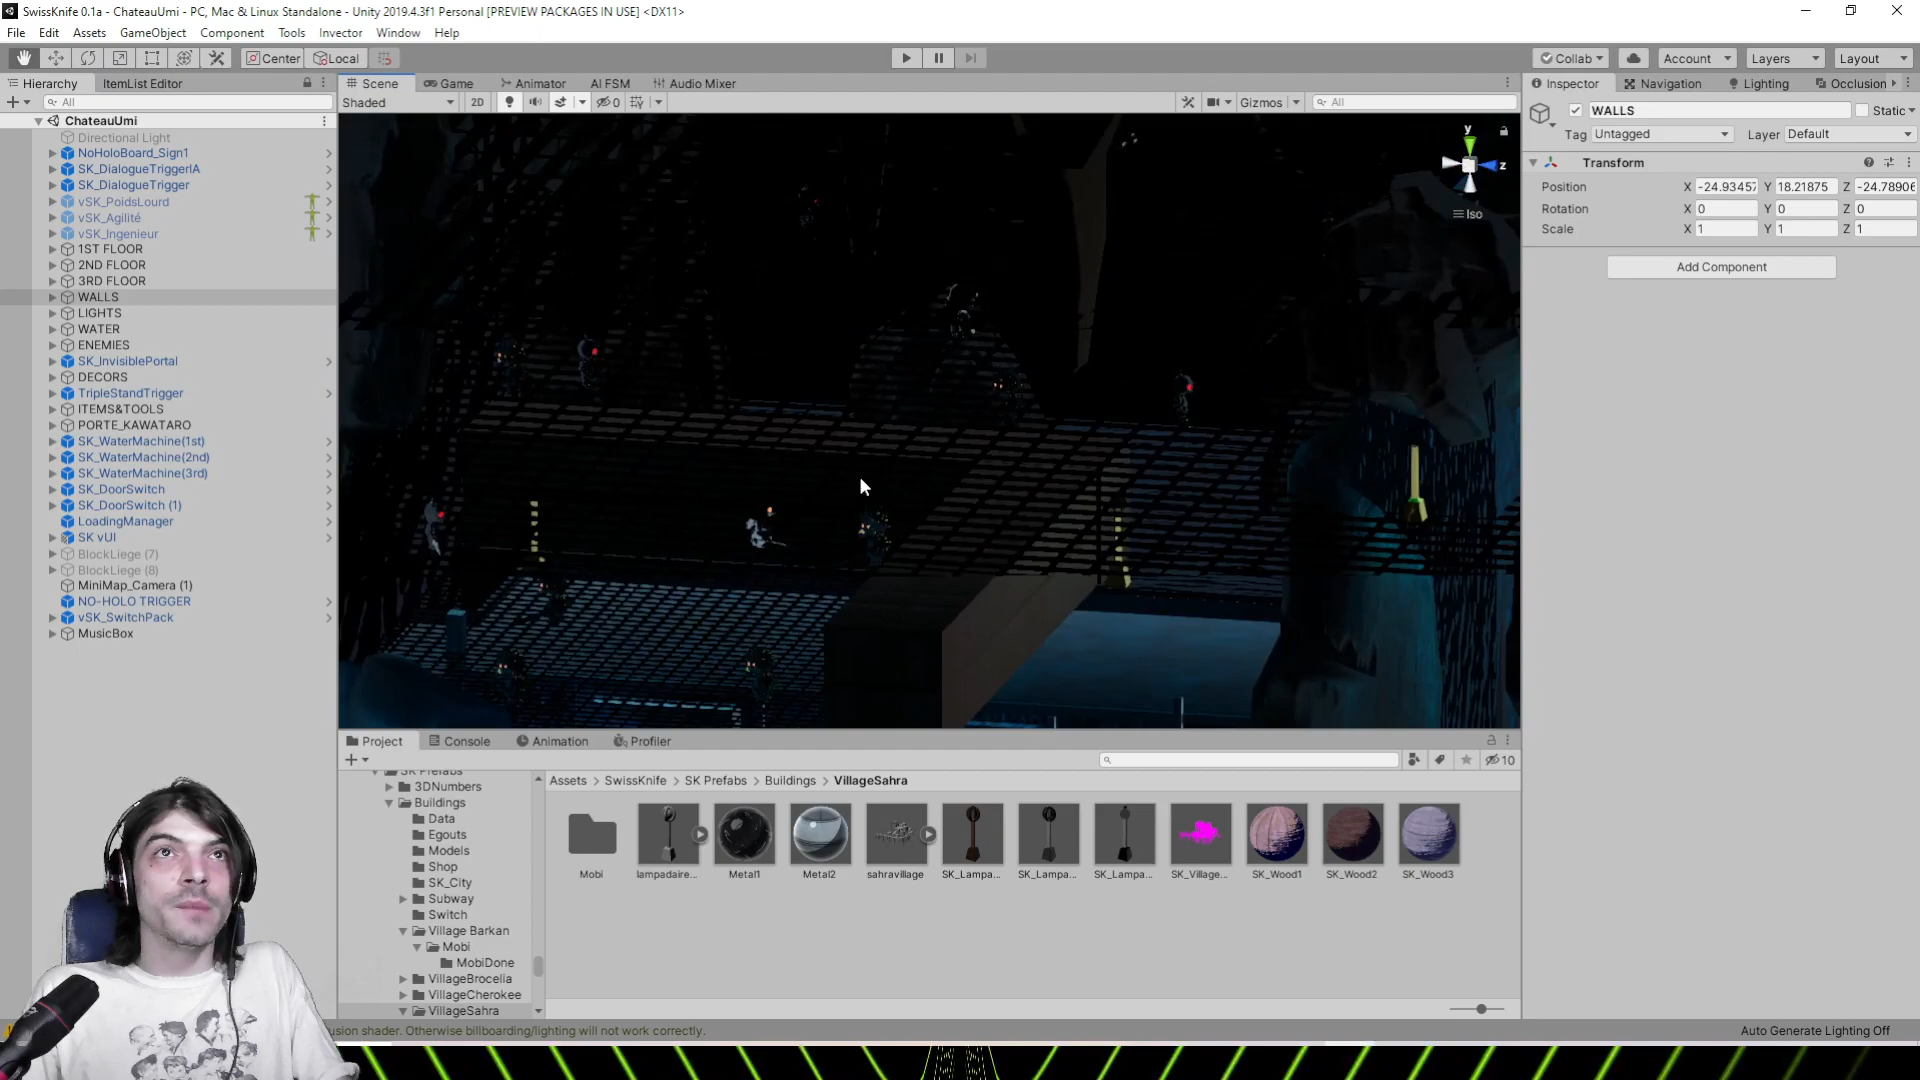 SwissKnife 0.1a - ChateauUmi - PC, Mac & Linux Standalone - Unity 2019.4.3f1 Personal [PREVIEW PACKAGES IN USE] <DX11>
File Edit Assets GameObject Component Tools Invector Window Help
Center Local Collab Account Layers Layout
Hierarchy ItemList Editor
Scene Game Animator AI FSM Audio Mixer
Inspector Navigation Lighting Occlusion
All
Shaded 2D 0 Gizmos All
ChateauUmi
Directional Light
NoHoloBoard_Sign1
SK_DialogueTriggerIA
SK_DialogueTrigger
vSK_PoidsLourd
vSK_Agilité
vSK_Ingenieur
1ST FLOOR
2ND FLOOR
3RD FLOOR
WALLS
LIGHTS
WATER
ENEMIES
SK_InvisiblePortal
DECORS
TripleStandTrigger
ITEMS&TOOLS
PORTE_KAWATARO
SK_WaterMachine(1st)
SK_WaterMachine(2nd)
SK_WaterMachine(3rd)
SK_DoorSwitch
SK_DoorSwitch (1)
LoadingManager
SK vUI
BlockLiege (7)
BlockLiege (8)
MiniMap_Camera (1)
NO-HOLO TRIGGER
vSK_SwitchPack
MusicBox
y
z
Iso
WALLS Static
Tag Untagged Layer Default
Transform
Position X -24.93457 Y 18.21875 Z -24.78906
Rotation X 0 Y 0 Z 0
Scale X 1 Y 1 Z 1
Add Component
Project Console Animation Profiler
10
SK Prefabs
3DNumbers
Buildings
Data
Egouts
Models
Shop
SK_City
Subway
Switch
Village Barkan
Mobi
MobiDone
VillageBrocella
VillageCherokee
VillageSahra
Assets > SwissKnife > SK Prefabs > Buildings > VillageSahra
Mobi lampadaire... Metal1 Metal2 sahravillage SK_Lampa... SK_Lampa... SK_Lampa... SK_Village... SK_Wood1 SK_Wood2 SK_Wood3
usion shader. Otherwise billboarding/lighting will not work correctly.
Auto Generate Lighting Off